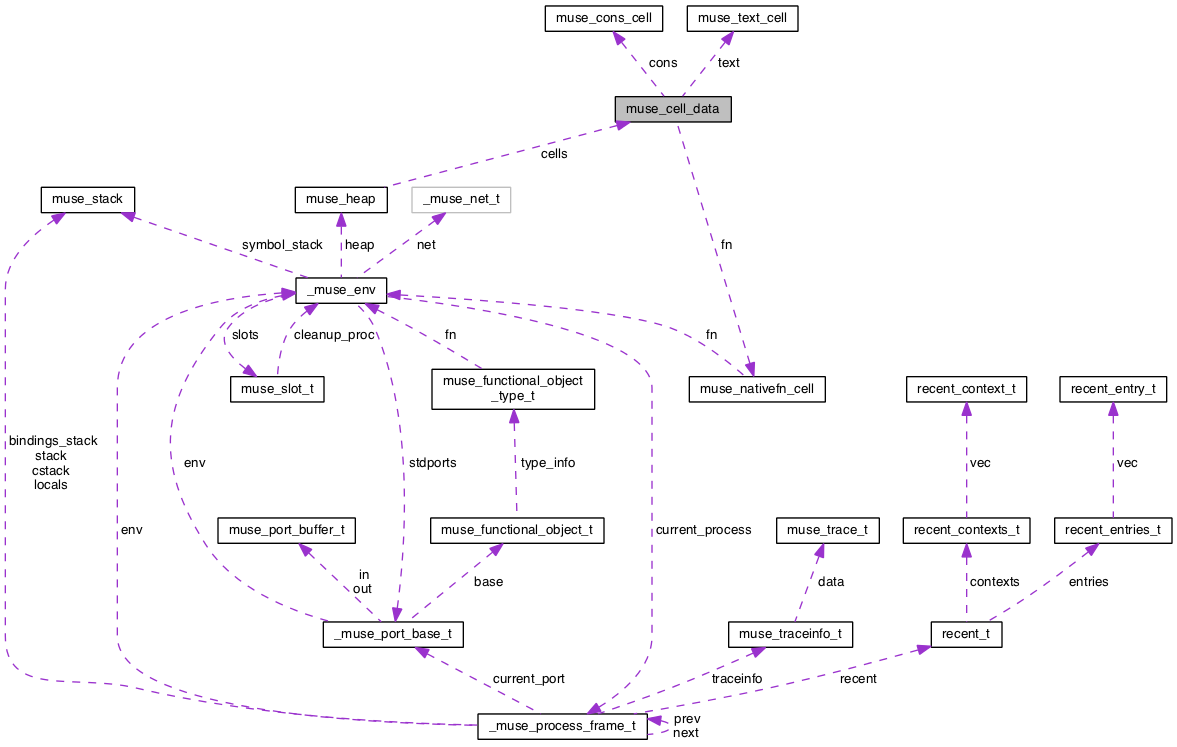 muse_cons_cell
muse_text_cell
cons
text
muse_cell_data
cells
muse_stack
muse_heap
_muse_net_t
symbol_stack
heap
net
fn
_muse_env
slots
cleanup_proc
fn
fn
muse_slot_t
muse_functional_object
_type_t
muse_nativefn_cell
recent_context_t
recent_entry_t
bindings_stack
stack
cstack
locals
env
stdports
type_info
vec
vec
env
muse_port_buffer_t
muse_functional_object_t
current_process
muse_trace_t
recent_contexts_t
recent_entries_t
in
out
base
data
contexts
entries
_muse_port_base_t
muse_traceinfo_t
recent_t
current_port
traceinfo
recent
_muse_process_frame_t
prev
next